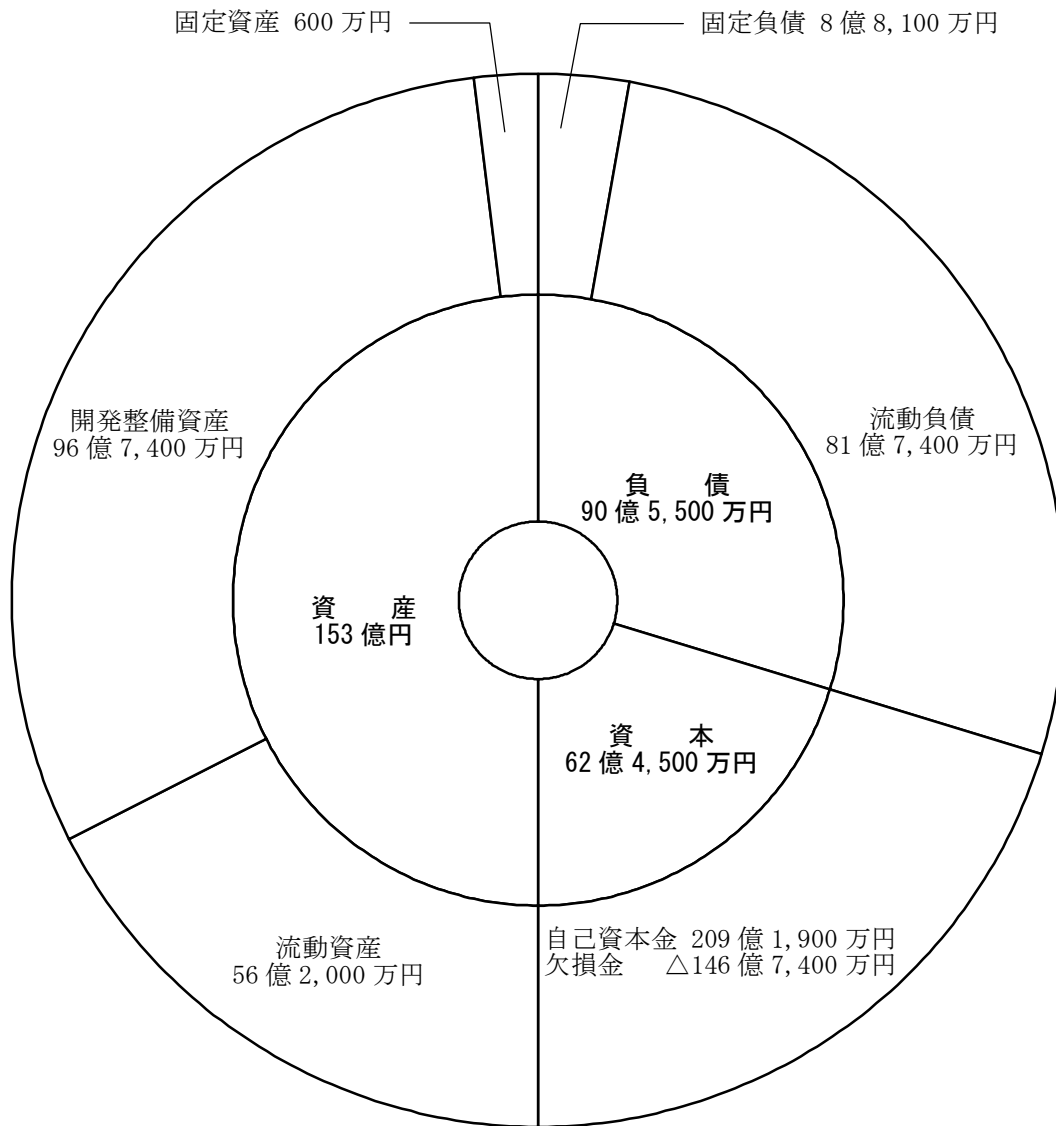 固定資産 600 万円
固定負債 8 億 8,100 万円
開発整備資産
96 億 7,400 万円
流動負債
81 億 7,400 万円
負　　債
90 億 5,500 万円
資　　産
153 億円
資　　本
62 億 4,500 万円
流動資産
56 億 2,000 万円
自己資本金 209 億 1,900 万円
欠損金　　△146 億 7,400 万円